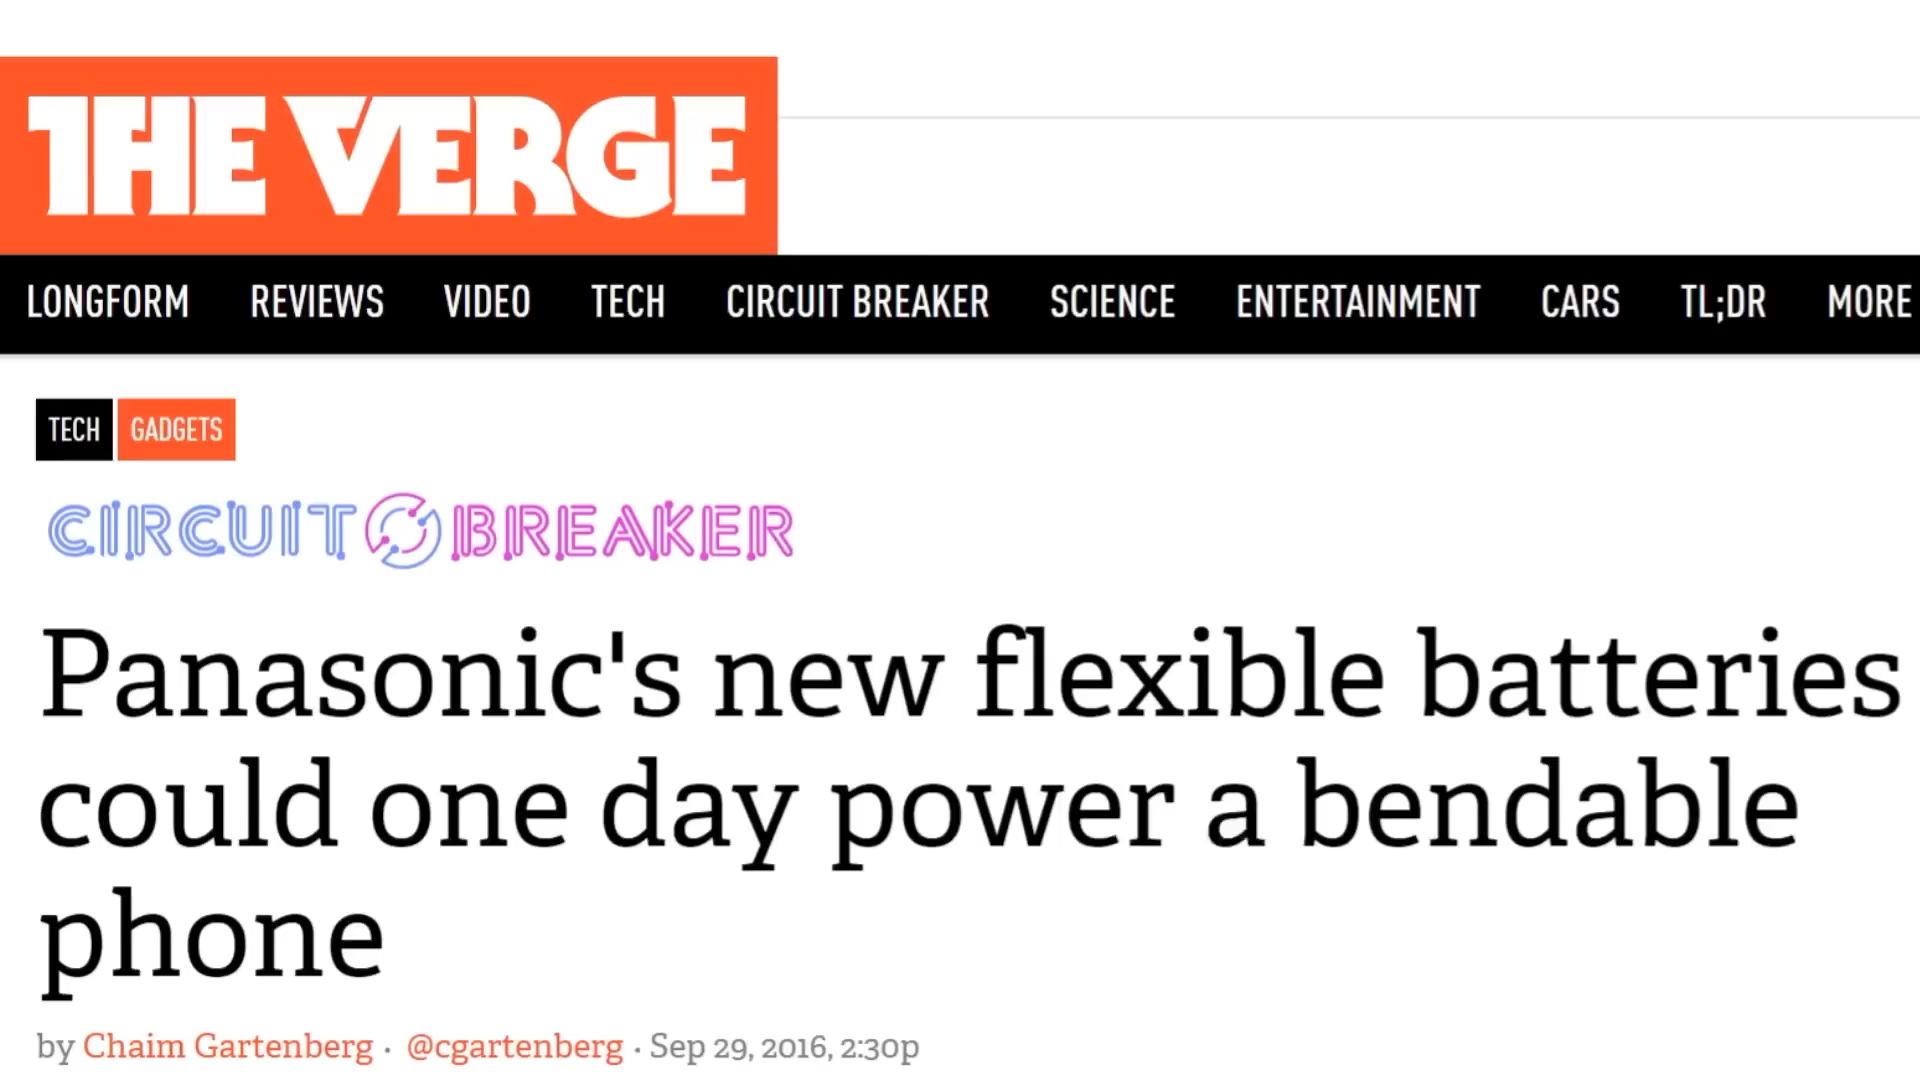 THE VERGE
LONGFORM REVIEWS VIDEO TECH CIRCUIT BREAKER SCIENCE ENTERTAINMENT CARS TL;DR MORE
TECH GADGETS
CIRCUIT BREAKER
Panasonic's new flexible batteries
could one day power a bendable
phone
by Chaim Gartenberg · @cgartenberg · Sep 29, 2016, 2:30p